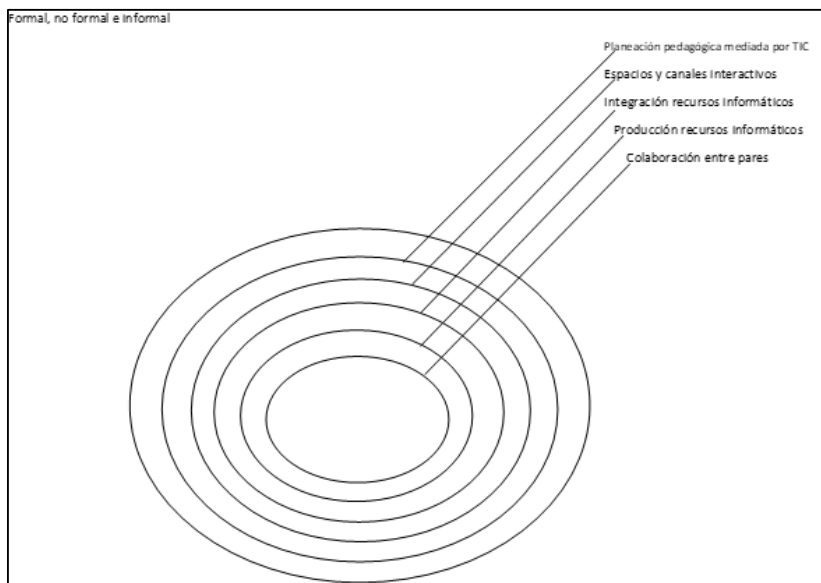 Formal, no formal e informal
Planeación pedagógica mediada por TIC
Espacios y canales interactivos
Integración recursos informáticos
Producción recursos informáticos
Colaboración entre pares